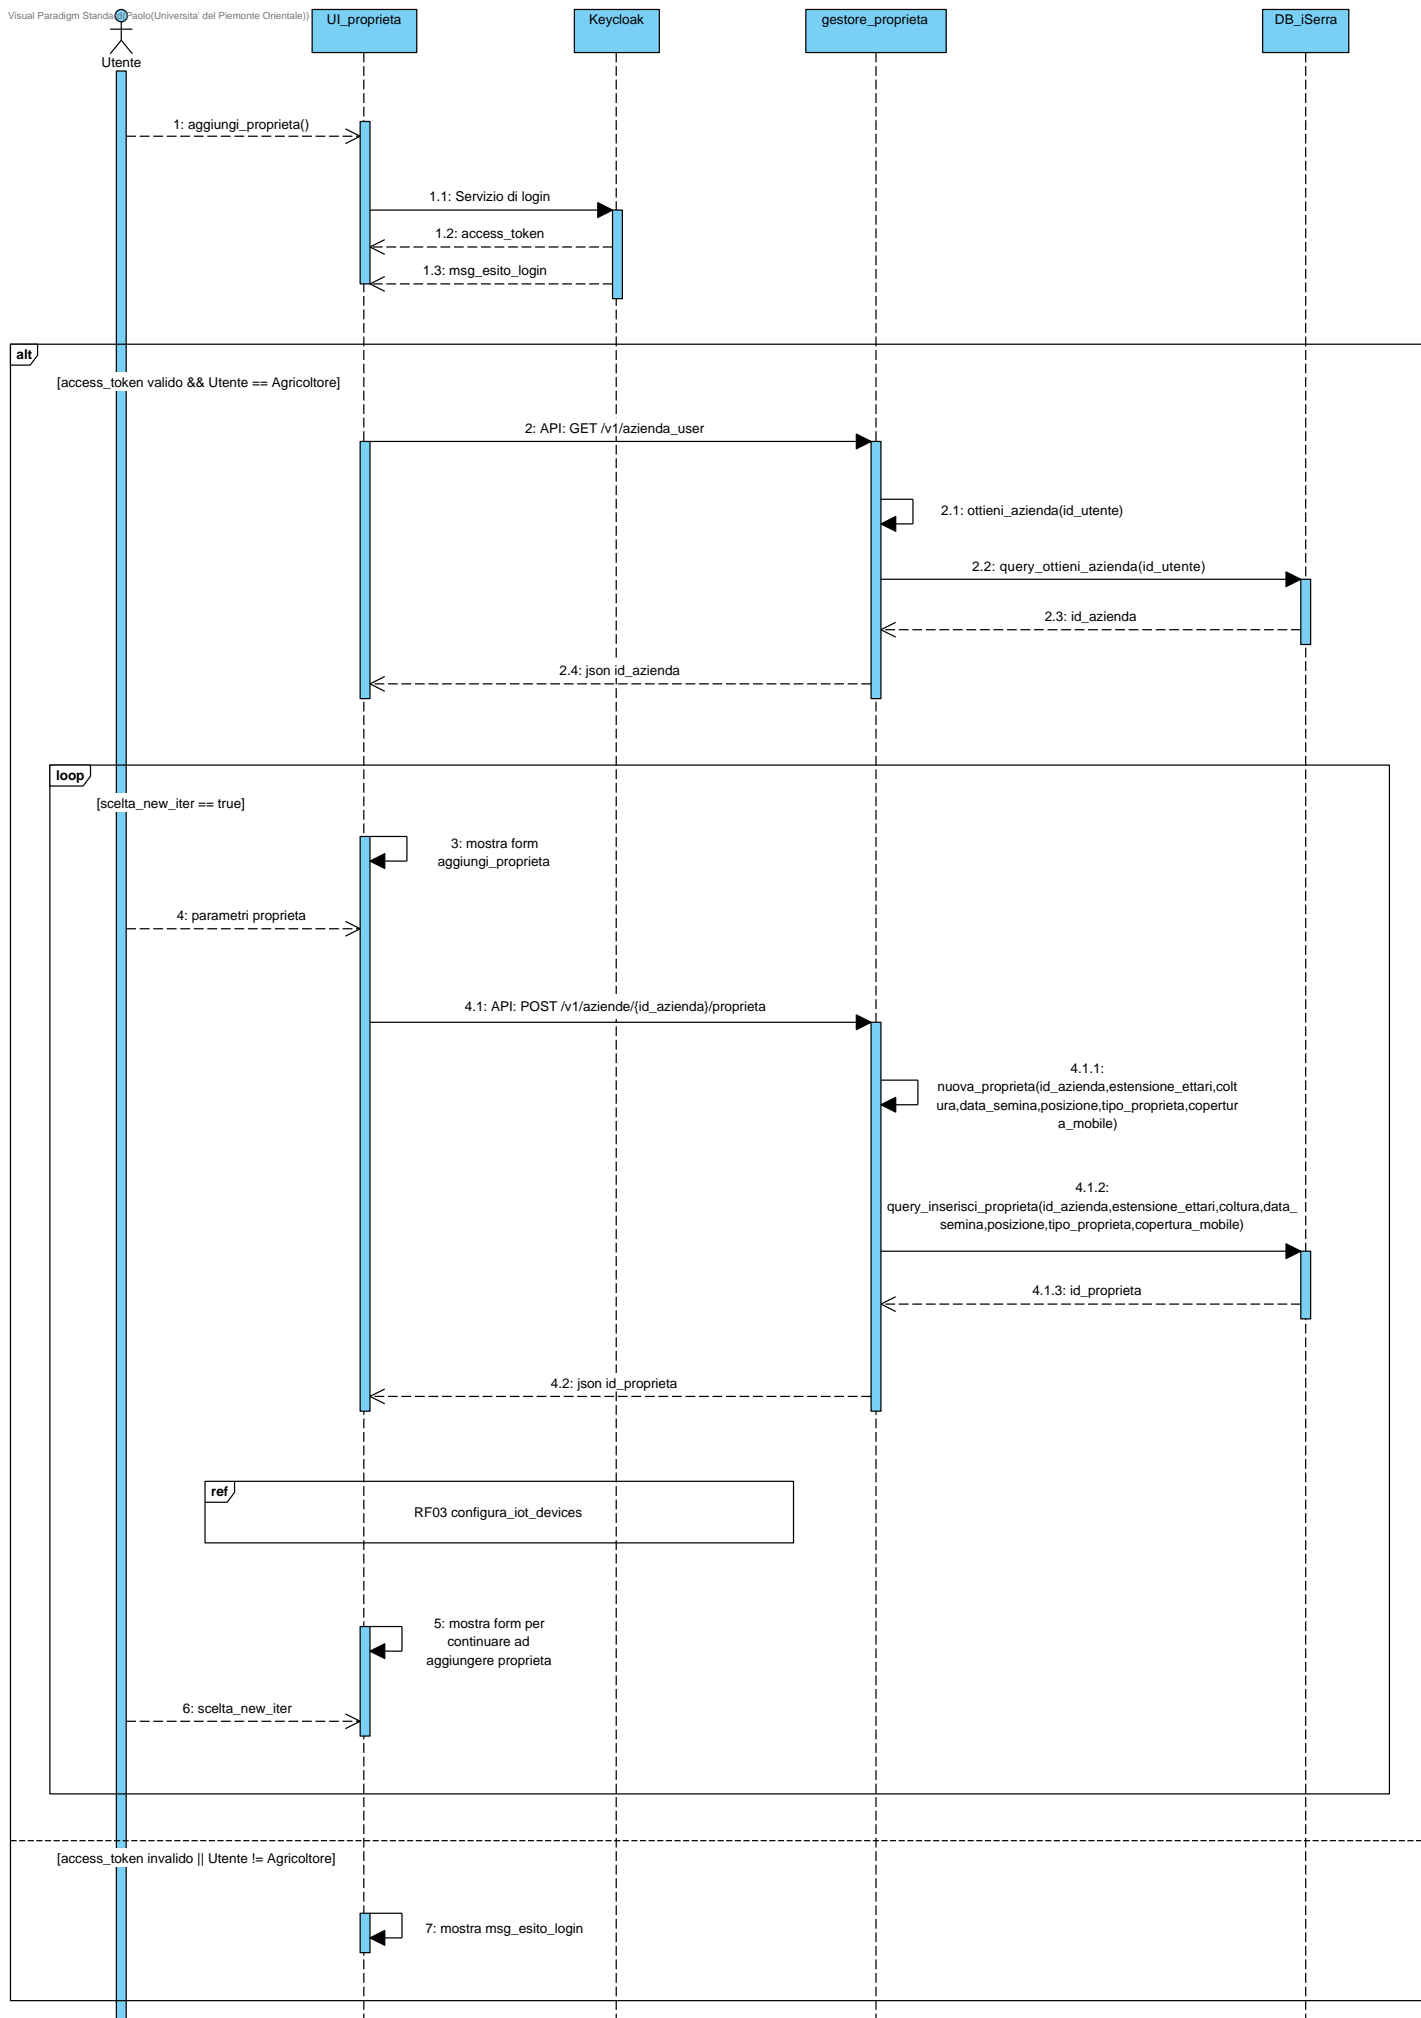 Visual Paradigm Standard(Paolo(Universita' del Piemonte Orientale))
Utente
UI_proprieta
Keycloak
gestore_proprieta
DB_iSerra
1: aggiungi_proprieta()
1.1: Servizio di login
1.2: access_token
1.3: msg_esito_login
alt
[access_token valido && Utente == Agricoltore]
2: API: GET /v1/azienda_user
2.1: ottieni_azienda(id_utente)
2.2: query_ottieni_azienda(id_utente)
2.3: id_azienda
2.4: json id_azienda
loop
[scelta_new_iter == true]
3: mostra form
aggiungi_proprieta
4: parametri proprieta
4.1: API: POST /v1/aziende/{id_azienda}/proprieta
4.1.1:
nuova_proprieta(id_azienda,estensione_ettari,colt
ura,data_semina,posizione,tipo_proprieta,copertur
a_mobile)
4.1.2:
query_inserisci_proprieta(id_azienda,estensione_ettari,coltura,data_
semina,posizione,tipo_proprieta,copertura_mobile)
4.1.3: id_proprieta
4.2: json id_proprieta
ref
RF03 configura_iot_devices
5: mostra form per
continuare ad
aggiungere proprieta
6: scelta_new_iter
[access_token invalido || Utente != Agricoltore]
7: mostra msg_esito_login